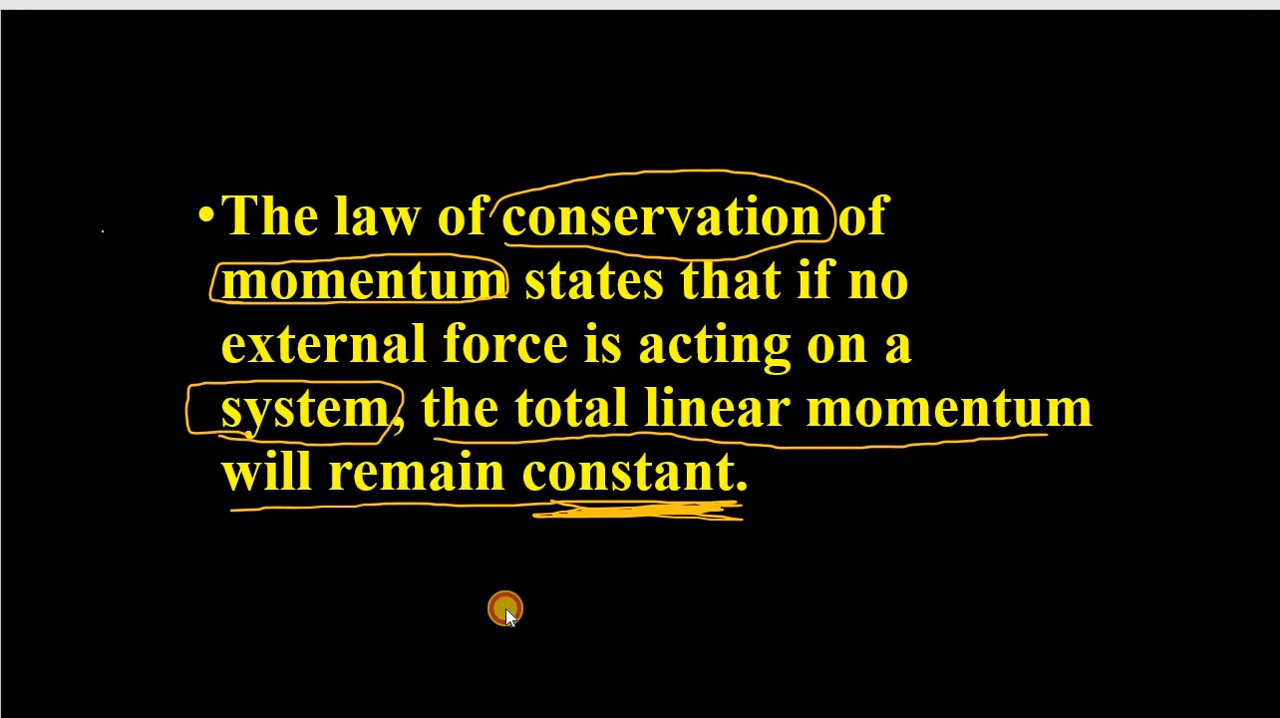 •The law of conservation of
momentum states that if no
external force is acting on a
system, the total linear momentum
will remain constant.